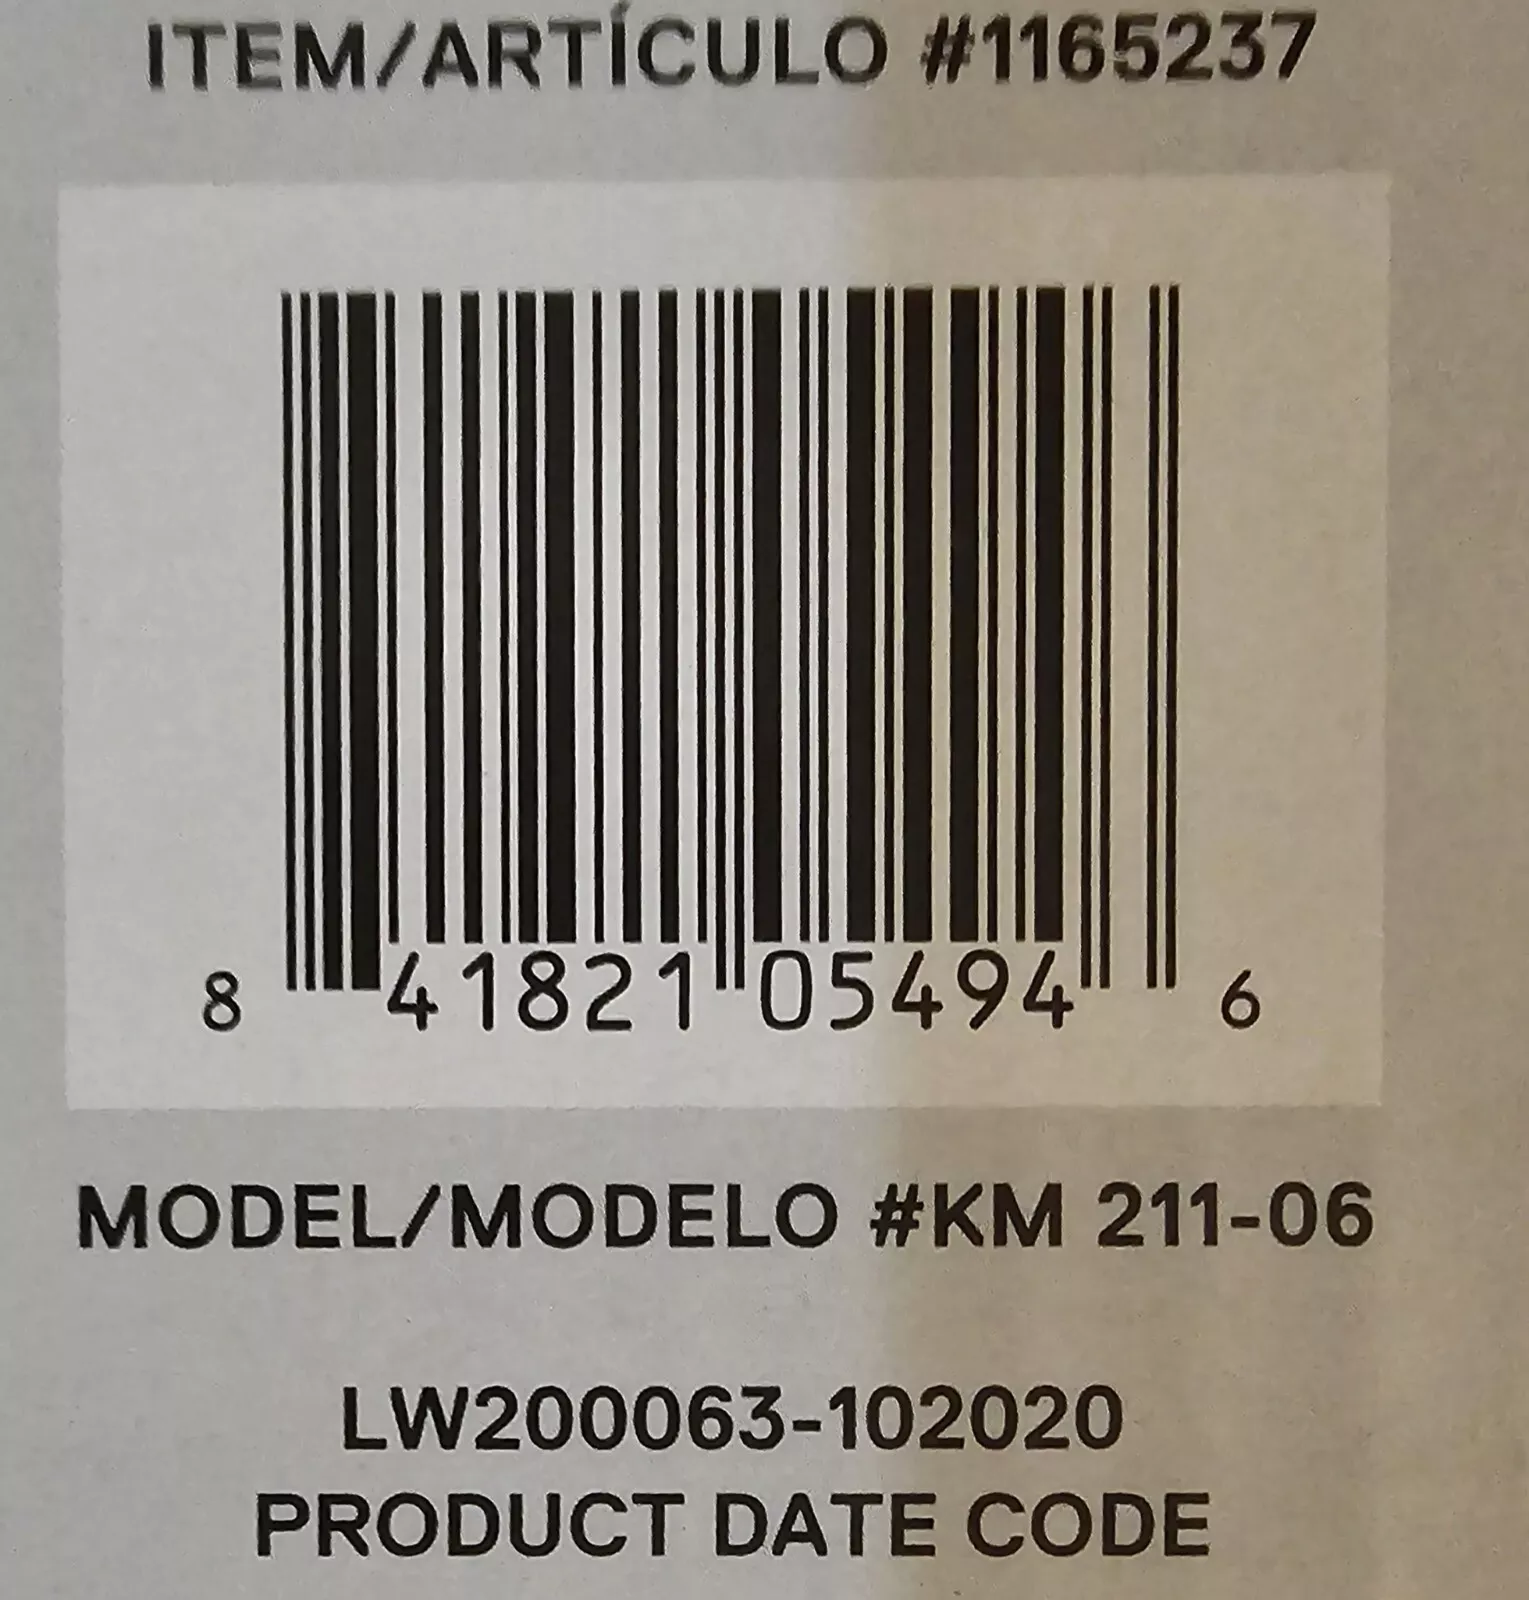 ITEM/ARTÍCULO #1165237
8 41821 05494 6
MODEL/MODELO #KM 211-06
LW200063-102020
PRODUCT DATE CODE